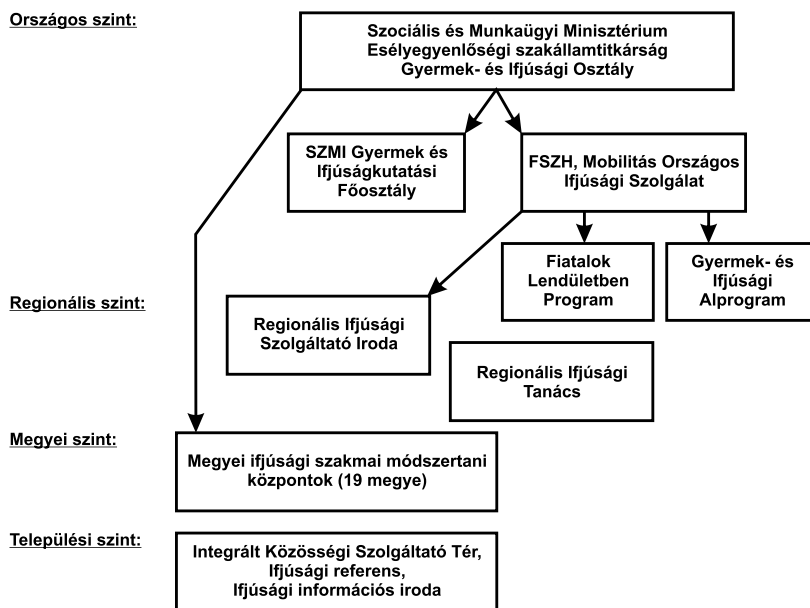 Országos szint:
Szociális és Munkaügyi Minisztérium
Esélyegyenlőségi szakállamtitkárság
Gyermek- és Ifjúsági Osztály
SZMI Gyermek és
Ifjúságkutatási
Főosztály
FSZH, Mobilitás Országos
Ifjúsági Szolgálat
Fiatalok
Lendületben
Program
Gyermek- és
Ifjúsági
Alprogram
Regionális szint:
Regionális Ifjúsági
Szolgáltató Iroda
Regionális Ifjúsági
Tanács
Megyei szint:
Megyei ifjúsági szakmai módszertani
központok (19 megye)
Települési szint:
Integrált Közösségi Szolgáltató Tér,
Ifjúsági referens,
Ifjúsági információs iroda